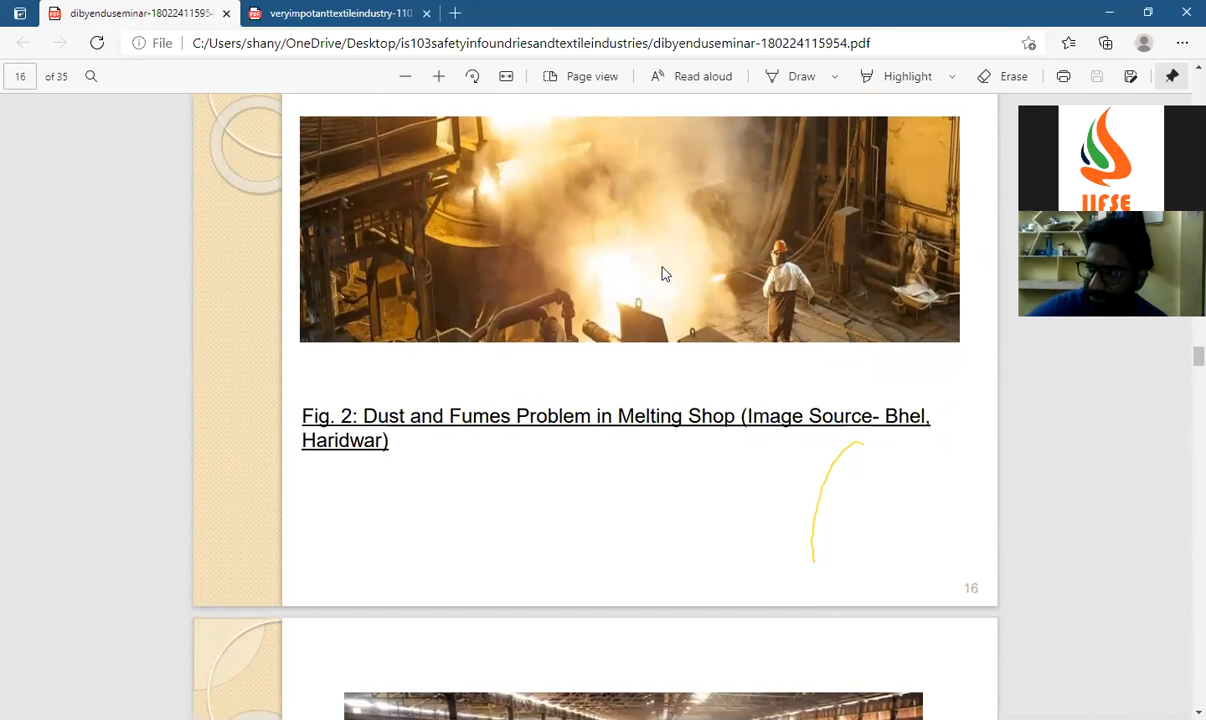 dibyenduseminar-180224115954
veryimpotanttextileindustry-110
File
C:/Users/shany/OneDrive/Desktop/is103safetyinfoundriesandtextileindustries/dibyenduseminar-180224115954.pdf
16
of 35
Page view
Read aloud
Draw
Highlight
Erase
IIFSE
Fig. 2: Dust and Fumes Problem in Melting Shop (Image Source- Bhel,
Haridwar)
16